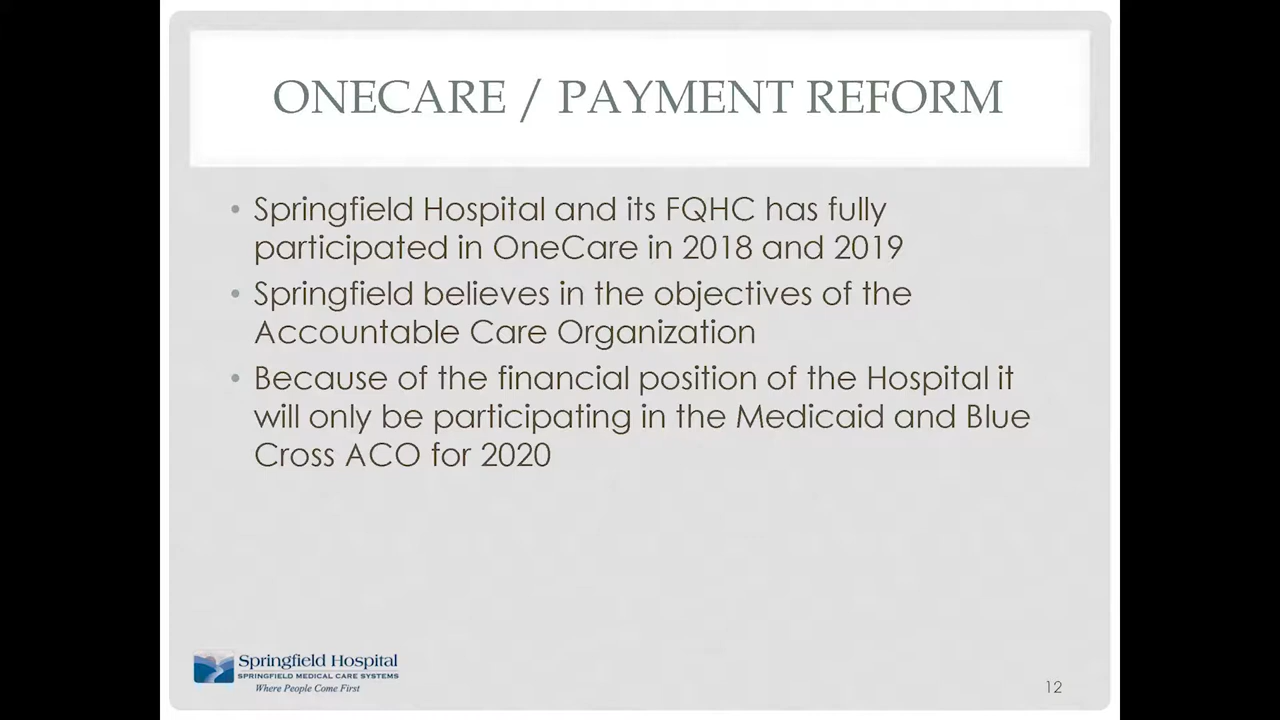 ONECARE / PAYMENT REFORM
• Springfield Hospital and its FQHC has fully
participated in OneCare in 2018 and 2019
• Springfield believes in the objectives of the
Accountable Care Organization
• Because of the financial position of the Hospital it
will only be participating in the Medicaid and Blue
Cross ACO for 2020
Springfield Hospital
SPRINGFIELD MEDICAL CARE SYSTEMS
Where People Come First
12